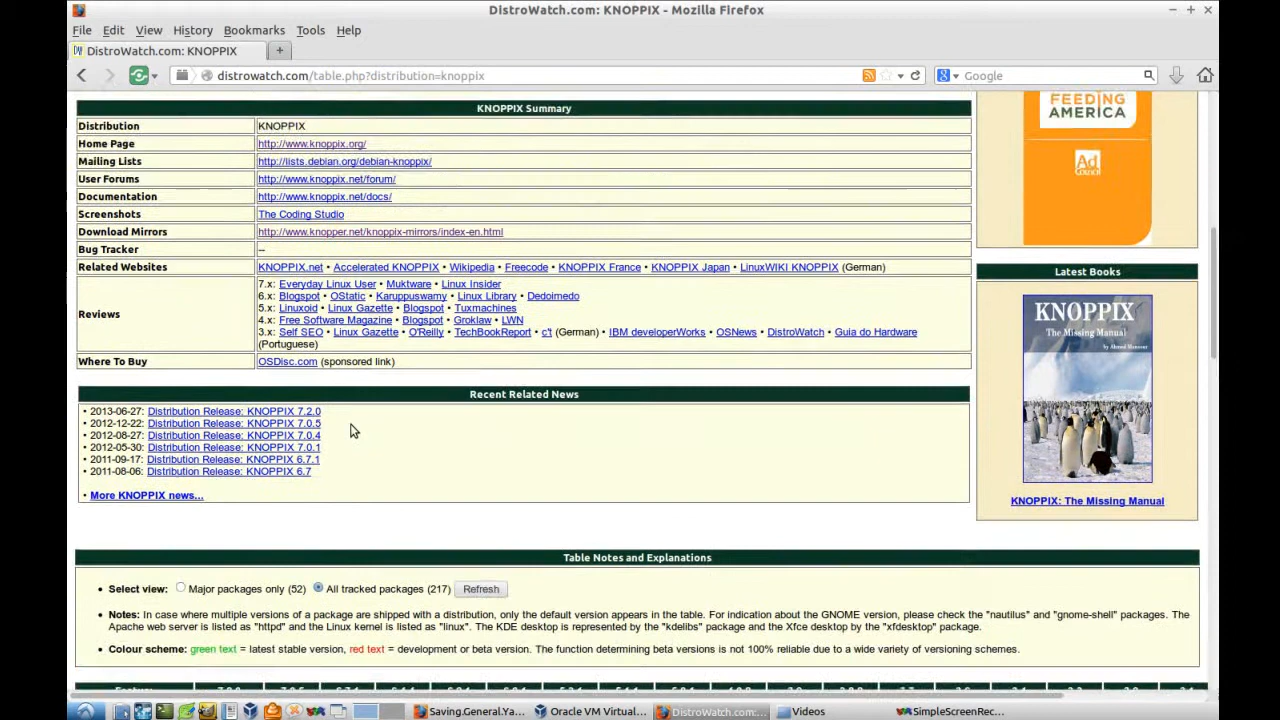 DistroWatch.com: KNOPPIX - Mozilla Firefox
File Edit View History Bookmarks Tools Help
DistroWatch.com: KNOPPIX
distrowatch.com/table.php?distribution=knoppix
Google
KNOPPIX Summary
Distribution KNOPPIX
Home Page http://www.knoppix.org/
Mailing Lists http://lists.debian.org/debian-knoppix/
User Forums http://www.knoppix.net/forum/
Documentation http://www.knoppix.net/docs/
Screenshots The Coding Studio
Download Mirrors http://www.knopper.net/knoppix-mirrors/index-en.html
Bug Tracker --
Related Websites KNOPPIX.net • Accelerated KNOPPIX • Wikipedia • Freecode • KNOPPIX France • KNOPPIX Japan • LinuxWIKI KNOPPIX (German)
Reviews
7.x: Everyday Linux User • Muktware • Linux Insider
6.x: Blogspot • OStatic • Karuppuswamy • Linux Library • Dedoimedo
5.x: Linuxoid • Linux Gazette • Blogspot • Tuxmachines
4.x: Free Software Magazine • Blogspot • Groklaw • LWN
3.x: Self SEO • Linux Gazette • O'Reilly • TechBookReport • c't (German) • IBM developerWorks • OSNews • DistroWatch • Guia do Hardware
(Portuguese)
Where To Buy OSDisc.com (sponsored link)
Recent Related News
• 2013-06-27: Distribution Release: KNOPPIX 7.2.0
• 2012-12-22: Distribution Release: KNOPPIX 7.0.5
• 2012-08-27: Distribution Release: KNOPPIX 7.0.4
• 2012-05-30: Distribution Release: KNOPPIX 7.0.1
• 2011-09-17: Distribution Release: KNOPPIX 6.7.1
• 2011-08-06: Distribution Release: KNOPPIX 6.7
• More KNOPPIX news...
FEEDING
AMERICA
Ad
COUNCIL
Latest Books
KNOPPIX
The Missing Manual
by Ahmed Mansour
KNOPPIX: The Missing Manual
Table Notes and Explanations
• Select view: Major packages only (52) All tracked packages (217) Refresh
• Notes: In case where multiple versions of a package are shipped with a distribution, only the default version appears in the table. For indication about the GNOME version, please check the "nautilus" and "gnome-shell" packages. The
Apache web server is listed as "httpd" and the Linux kernel is listed as "linux". The KDE desktop is represented by the "kdelibs" package and the Xfce desktop by the "xfdesktop" package.
• Colour scheme: green text = latest stable version, red text = development or beta version. The function determining beta versions is not 100% reliable due to a wide variety of versioning schemes.
Saving.General.Ya... Oracle VM Virtual... DistroWatch.com:... Videos SimpleScreenRec...